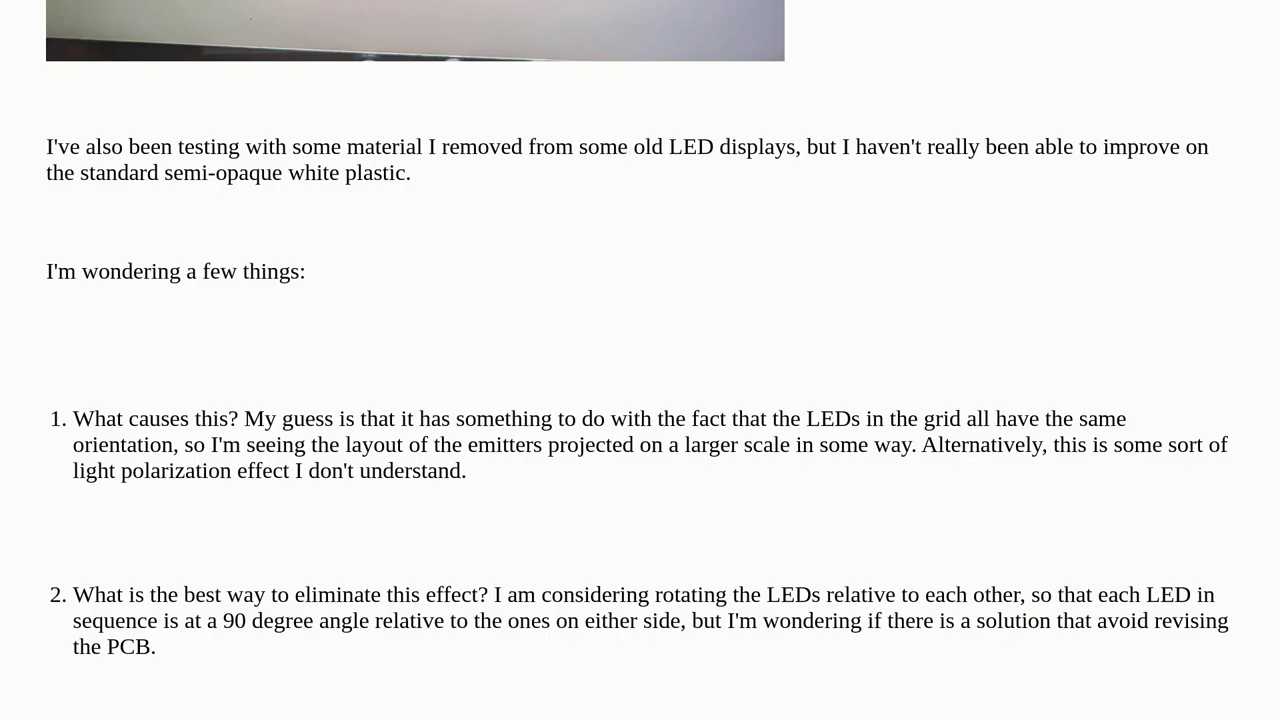 I've also been testing with some material I removed from some old LED displays, but I haven't really been able to improve on
the standard semi-opaque white plastic.
I'm wondering a few things:
1. What causes this? My guess is that it has something to do with the fact that the LEDs in the grid all have the same
orientation, so I'm seeing the layout of the emitters projected on a larger scale in some way. Alternatively, this is some sort of
light polarization effect I don't understand.
2. What is the best way to eliminate this effect? I am considering rotating the LEDs relative to each other, so that each LED in
sequence is at a 90 degree angle relative to the ones on either side, but I'm wondering if there is a solution that avoid revising
the PCB.